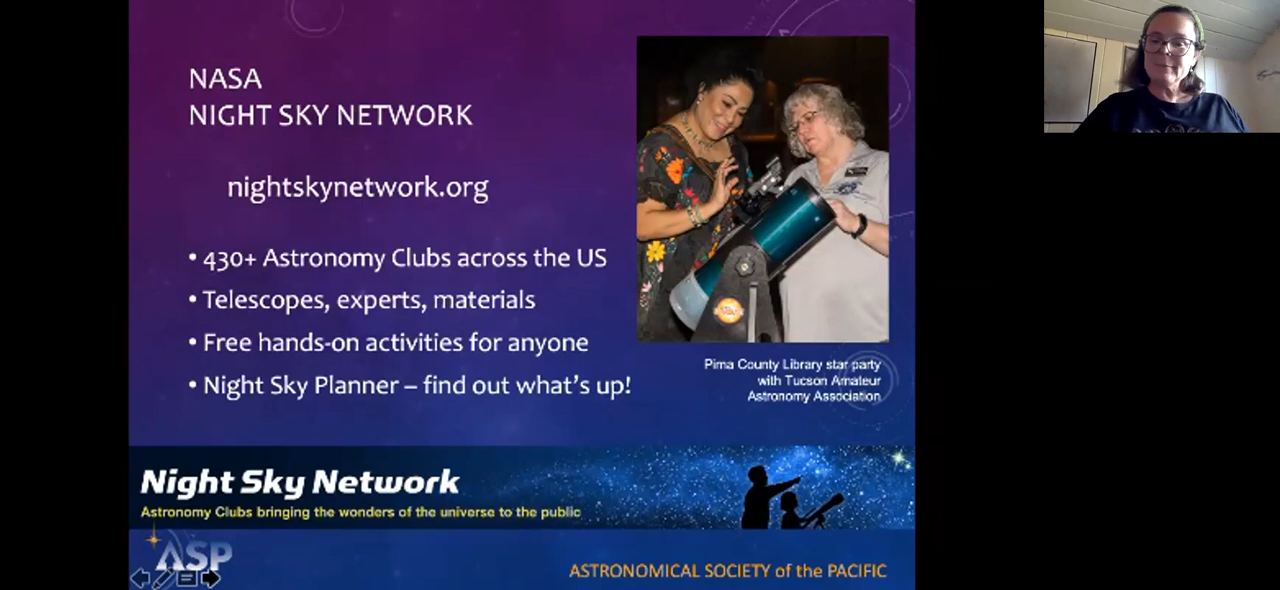 NASA
NIGHT SKY NETWORK
nightskynetwork.org
• 430+ Astronomy Clubs across the US
• Telescopes, experts, materials
• Free hands-on activities for anyone
• Night Sky Planner – find out what's up!
Pima County Library star party
with Tucson Amateur
Astronomy Association
Night Sky Network
Astronomy Clubs bringing the wonders of the universe to the public
ASP
ASTRONOMICAL SOCIETY of the PACIFIC